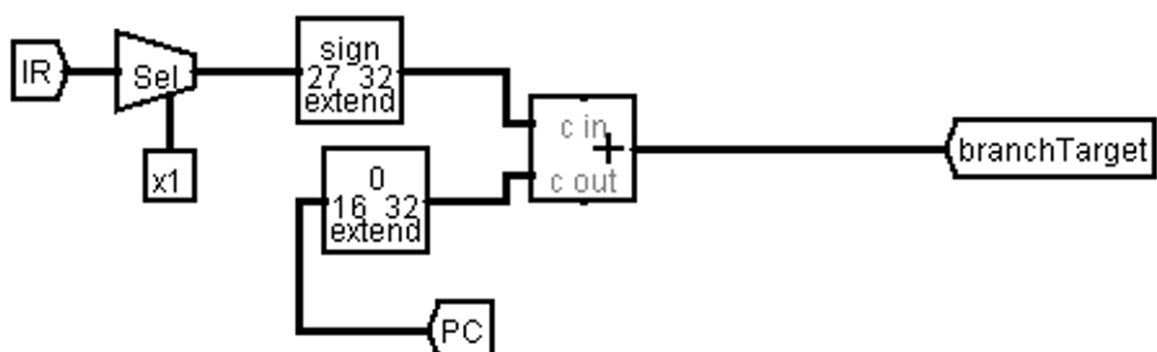 IR
Sel
x1
sign
27 32
extend
0
16 32
extend
PC
c in
+
c out
branchTarget